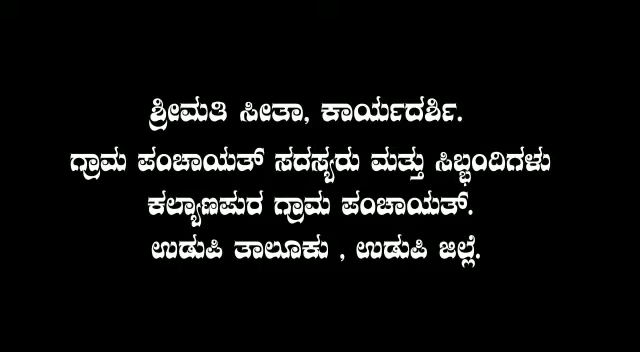 ಶ್ರೀಮತಿ ಸೀತಾ, ಕಾರ್ಯದರ್ಶಿ.
ಗ್ರಾಮ ಪಂಚಾಯತ್ ಸದಸ್ಯರು ಮತ್ತು ಸಿಬ್ಬಂದಿಗಳು
ಕಲ್ಯಾಣಪುರ ಗ್ರಾಮ ಪಂಚಾಯತ್.
ಉಡುಪಿ ತಾಲೂಕು , ಉಡುಪಿ ಜಿಲ್ಲೆ.